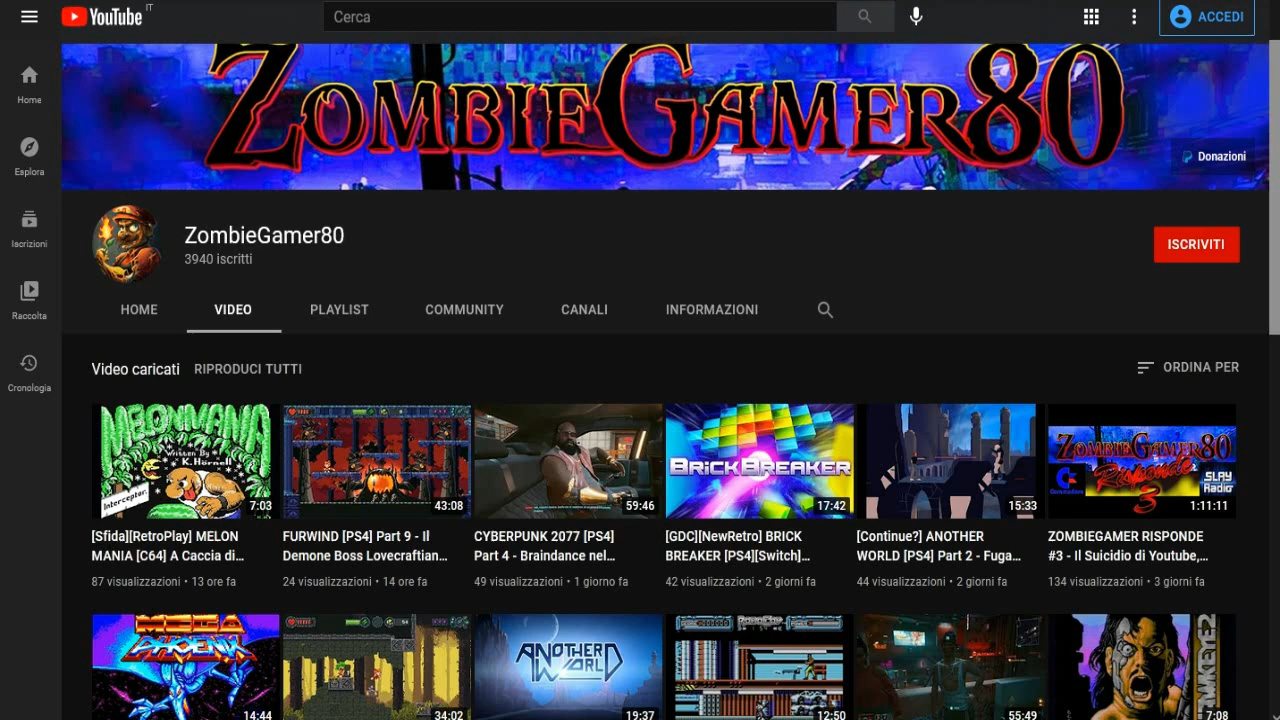 YouTube IT
Cerca
ACCEDI
Home
Esplora
Iscrizioni
Raccolta
Cronologia
ZOMBIEGAMER80
Donazioni
ZombieGamer80
3940 iscritti
ISCRIVITI
HOME
VIDEO
PLAYLIST
COMMUNITY
CANALI
INFORMAZIONI
Video caricati
RIPRODUCI TUTTI
ORDINA PER
MELONMANIA
Written By
K. Hörnell
Interceptor.
7:03
43:08
59:46
BRICKBREAKER
17:42
15:33
ZOMBIEGAMER80
Risponde
3
Commodore
SLAY
Radio
1:11:11
[Sfida][RetroPlay] MELON
MANIA [C64] A Caccia di...
87 visualizzazioni • 13 ore fa
FURWIND [PS4] Part 9 - Il
Demone Boss Lovecraftian...
24 visualizzazioni • 14 ore fa
CYBERPUNK 2077 [PS4]
Part 4 - Braindance nel...
49 visualizzazioni • 1 giorno fa
[GDC][NewRetro] BRICK
BREAKER [PS4][Switch]...
42 visualizzazioni • 2 giorni fa
[Continue?] ANOTHER
WORLD [PS4] Part 2 - Fuga...
44 visualizzazioni • 2 giorni fa
ZOMBIEGAMER RISPONDE
#3 - Il Suicidio di Youtube,...
134 visualizzazioni • 3 giorni fa
MEGA
PHOENIX
14:44
34:02
ANOTHER
WORLD
19:37
12:50
55:49
7:08